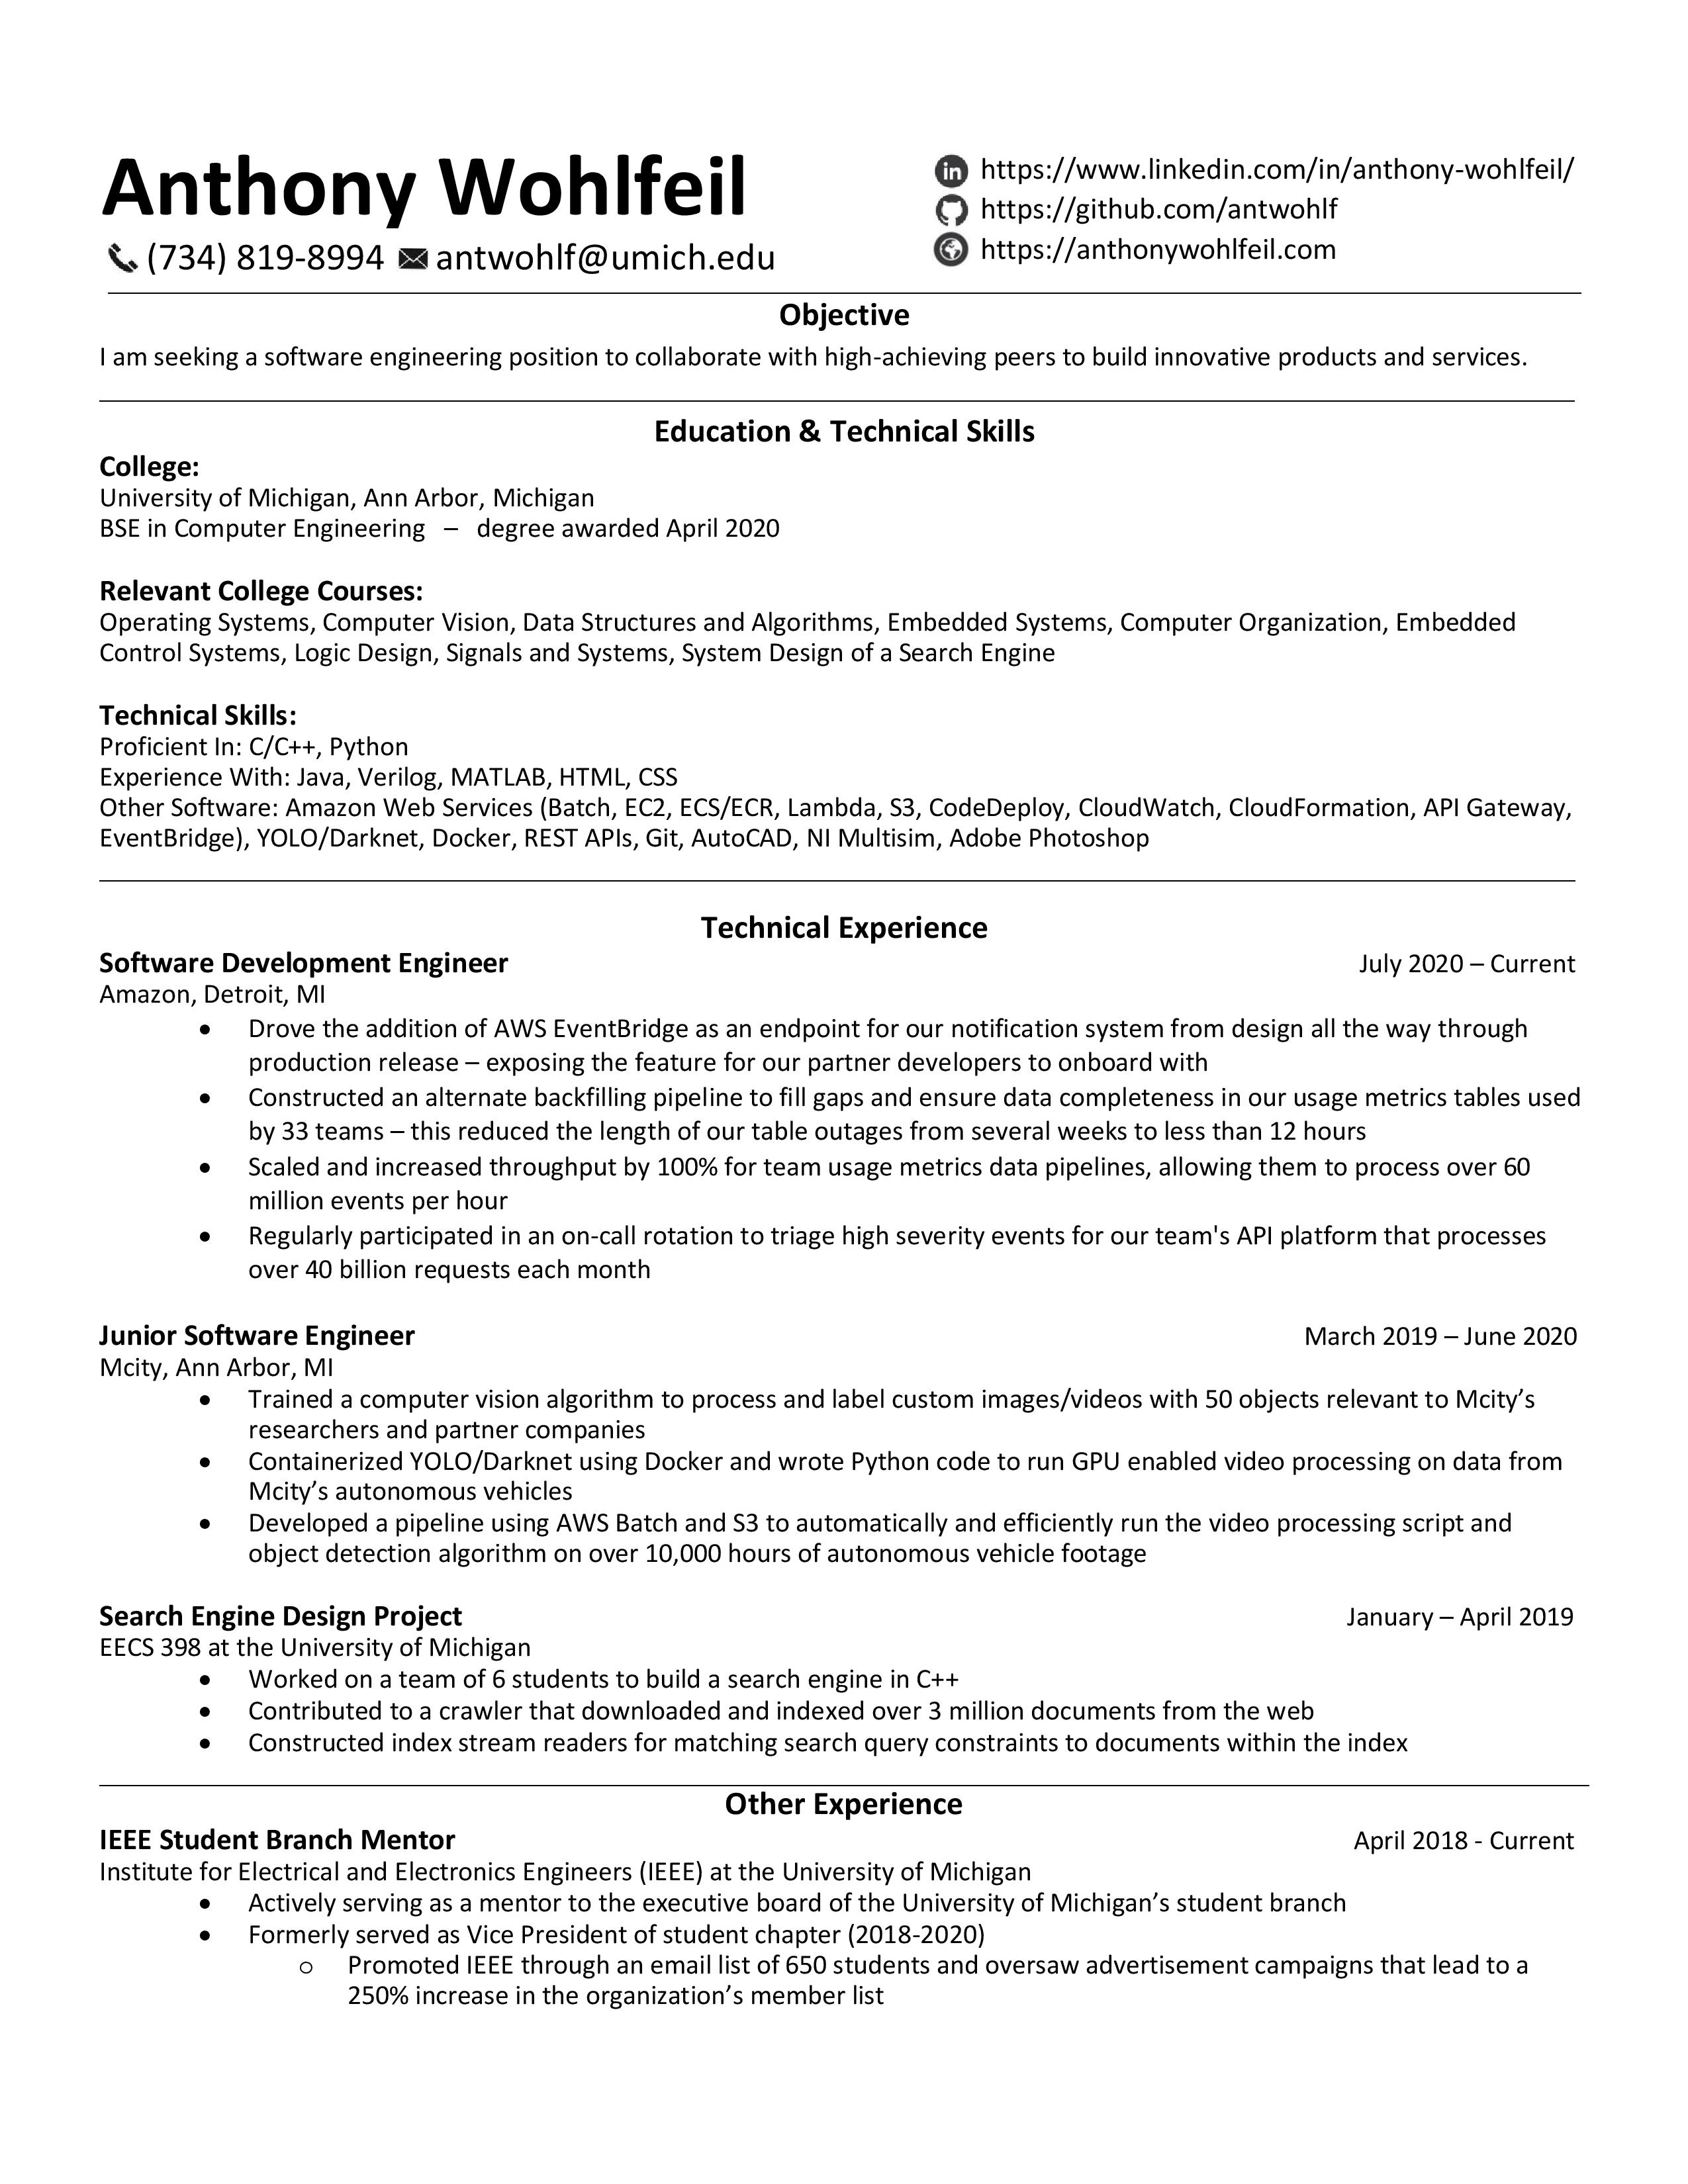 Anthony Wohlfeil
(734) 819-8994 antwohlf@umich.edu
https://www.linkedin.com/in/anthony-wohlfeil/
https://github.com/antwohlf
https://anthonywohlfeil.com
Objective
I am seeking a software engineering position to collaborate with high-achieving peers to build innovative products and services.
Education & Technical Skills
College:
University of Michigan, Ann Arbor, Michigan
BSE in Computer Engineering – degree awarded April 2020
Relevant College Courses:
Operating Systems, Computer Vision, Data Structures and Algorithms, Embedded Systems, Computer Organization, Embedded
Control Systems, Logic Design, Signals and Systems, System Design of a Search Engine
Technical Skills:
Proficient In: C/C++, Python
Experience With: Java, Verilog, MATLAB, HTML, CSS
Other Software: Amazon Web Services (Batch, EC2, ECS/ECR, Lambda, S3, CodeDeploy, CloudWatch, CloudFormation, API Gateway,
EventBridge), YOLO/Darknet, Docker, REST APIs, Git, AutoCAD, NI Multisim, Adobe Photoshop
Technical Experience
Software Development Engineer July 2020 – Current
Amazon, Detroit, MI
• Drove the addition of AWS EventBridge as an endpoint for our notification system from design all the way through
production release – exposing the feature for our partner developers to onboard with
• Constructed an alternate backfilling pipeline to fill gaps and ensure data completeness in our usage metrics tables used
by 33 teams – this reduced the length of our table outages from several weeks to less than 12 hours
• Scaled and increased throughput by 100% for team usage metrics data pipelines, allowing them to process over 60
million events per hour
• Regularly participated in an on-call rotation to triage high severity events for our team's API platform that processes
over 40 billion requests each month
Junior Software Engineer March 2019 – June 2020
Mcity, Ann Arbor, MI
• Trained a computer vision algorithm to process and label custom images/videos with 50 objects relevant to Mcity’s
researchers and partner companies
• Containerized YOLO/Darknet using Docker and wrote Python code to run GPU enabled video processing on data from
Mcity’s autonomous vehicles
• Developed a pipeline using AWS Batch and S3 to automatically and efficiently run the video processing script and
object detection algorithm on over 10,000 hours of autonomous vehicle footage
Search Engine Design Project January – April 2019
EECS 398 at the University of Michigan
• Worked on a team of 6 students to build a search engine in C++
• Contributed to a crawler that downloaded and indexed over 3 million documents from the web
• Constructed index stream readers for matching search query constraints to documents within the index
Other Experience
IEEE Student Branch Mentor April 2018 - Current
Institute for Electrical and Electronics Engineers (IEEE) at the University of Michigan
• Actively serving as a mentor to the executive board of the University of Michigan’s student branch
• Formerly served as Vice President of student chapter (2018-2020)
o Promoted IEEE through an email list of 650 students and oversaw advertisement campaigns that lead to a
250% increase in the organization’s member list